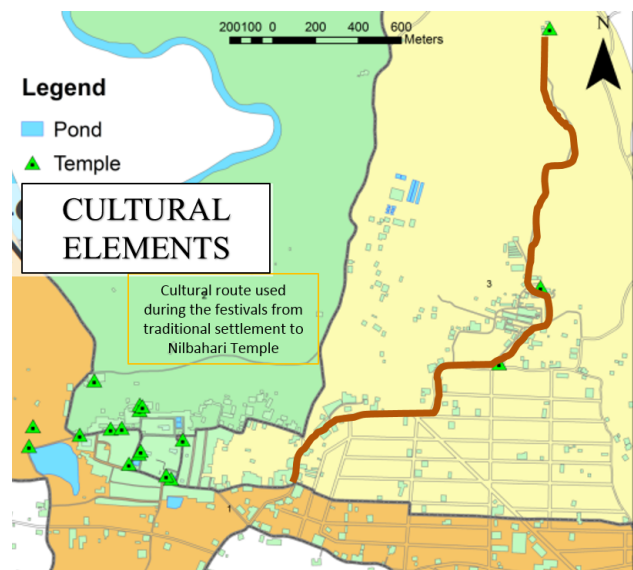 200100 0 200 400 600
Meters
N
Legend
Pond
Temple
CULTURAL
ELEMENTS
Cultural route used
during the festivals from
traditional settlement to
Nilbahari Temple
2
3
1